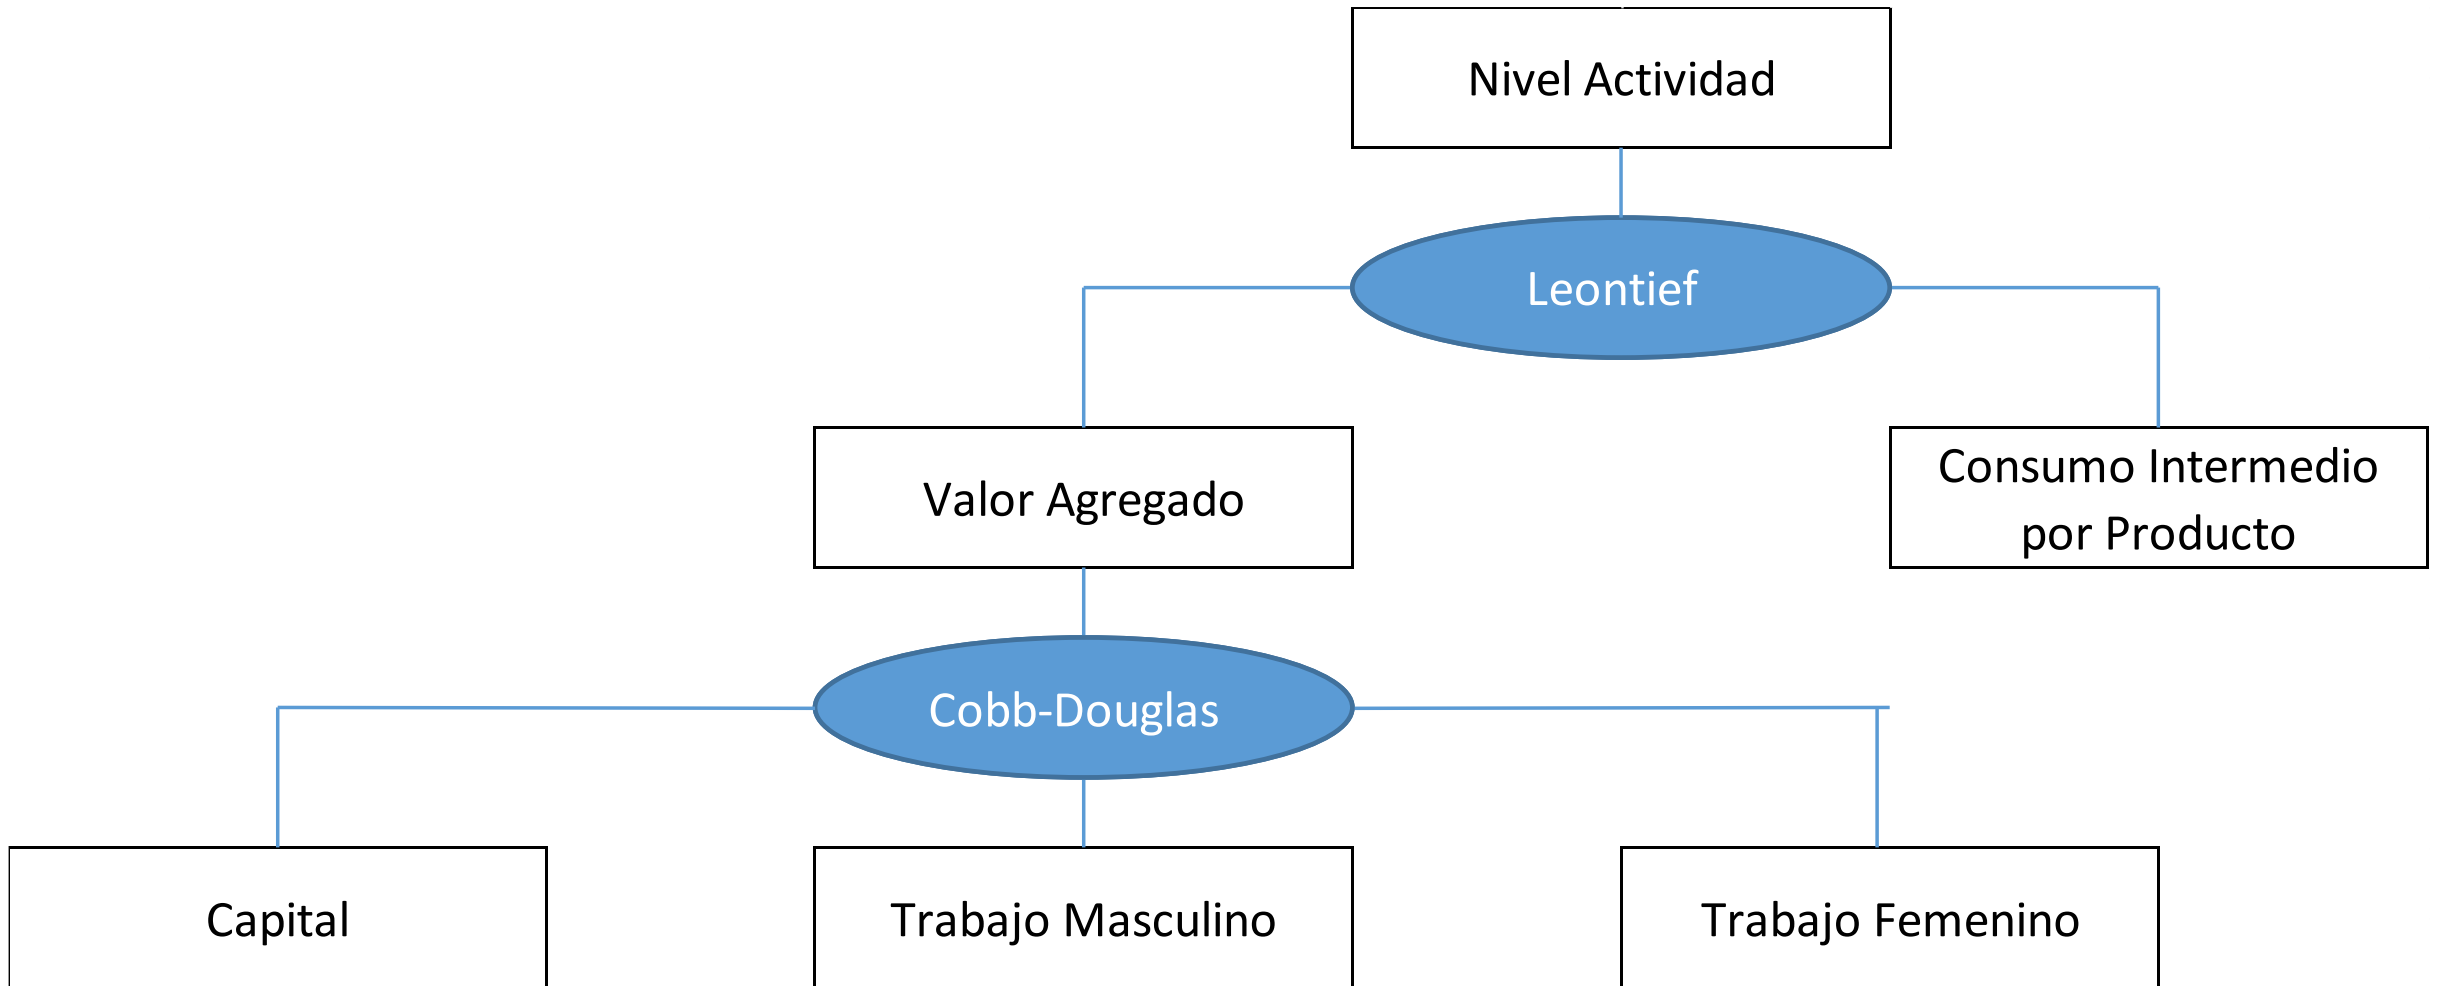 Nivel Actividad
Leontief
Valor Agregado
Consumo Intermedio
por Producto
Cobb-Douglas
Capital
Trabajo Masculino
Trabajo Femenino